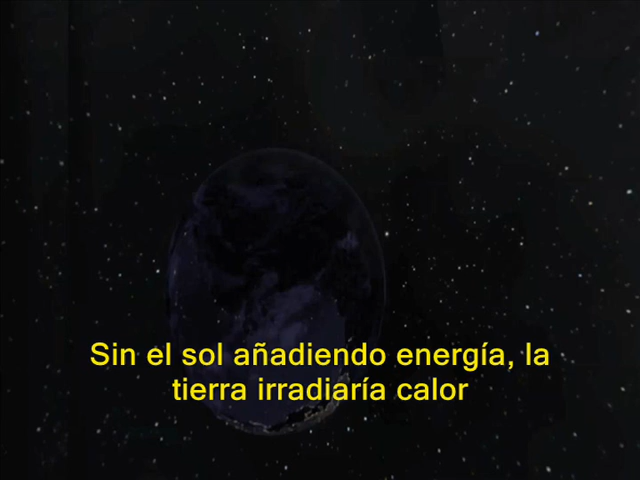 Sin el sol añadiendo energía, la
tierra irradiaría calor